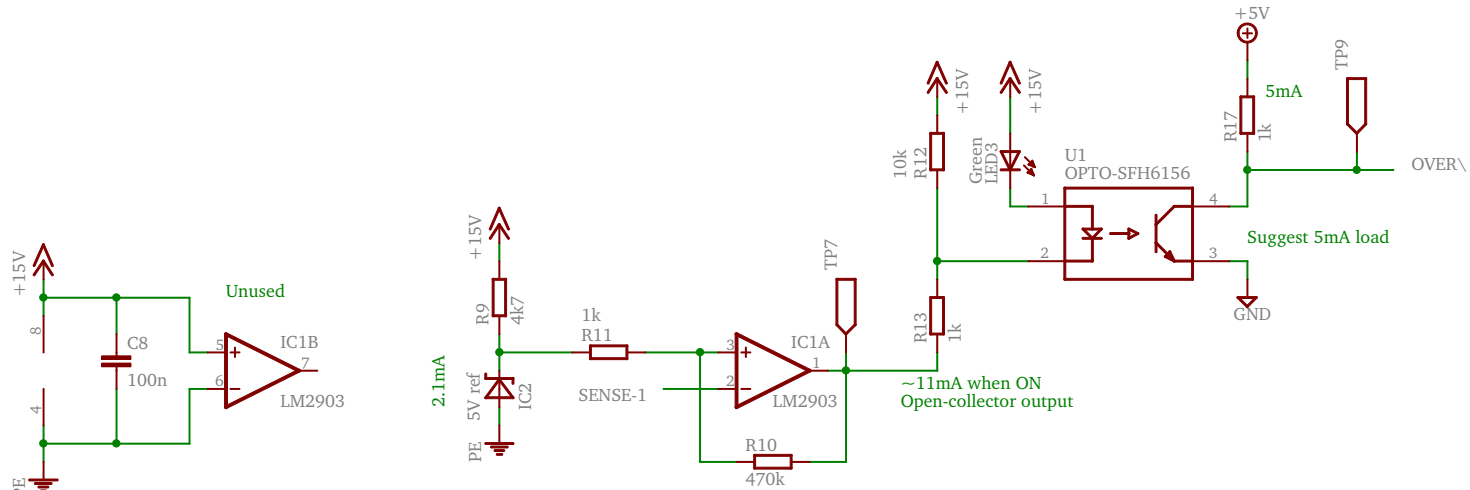 +5V
TP9
5mA
R17
1k
OVER\
+15V
+15V
10k
R12
Green
LED3
U1
OPTO-SFH6156
1
2
4
3
Suggest 5mA load
GND
+15V
Unused
8
4
C8
100n
5
6
7
IC1B
LM2903
PE
+15V
R9
4k7
2.1mA
5V ref
IC2
PE
1k
R11
SENSE-1
3
2
1
IC1A
LM2903
TP7
R10
470k
R13
1k
~11mA when ON
Open-collector output